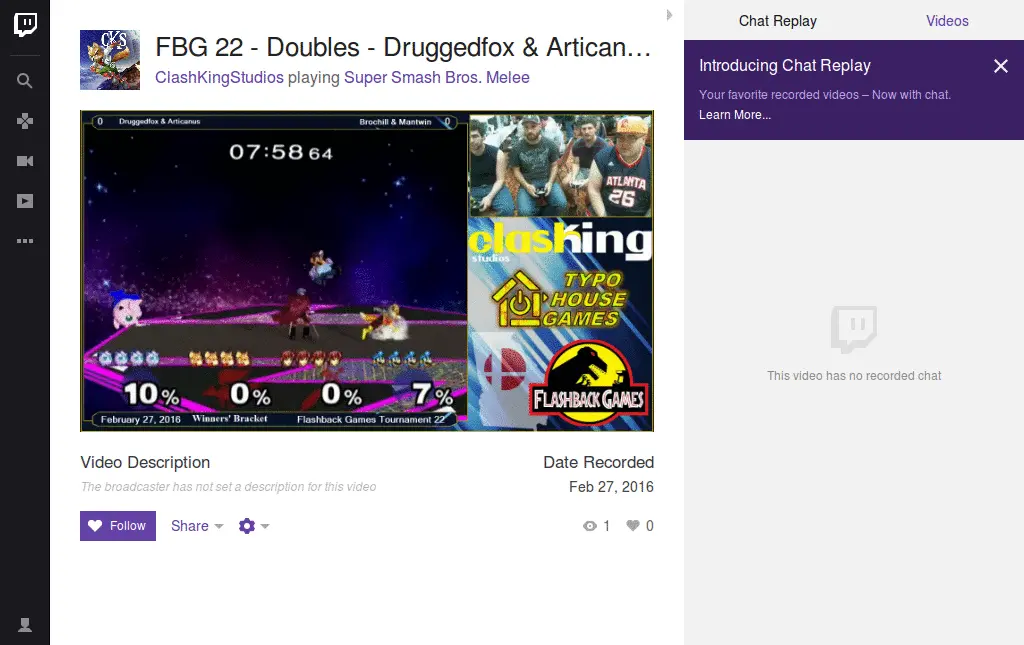 FBG 22 - Doubles - Druggedfox & Artican…
ClashKingStudios playing Super Smash Bros. Melee
0 Druggedfox & Articanus Brochill & Mantwin 0
07:58 64
ATLANTA
26
clashking
studios
TYPO
HOUSE
GAMES
FLASHBACK GAMES
10% 0% 0% 7%
February 27, 2016 Winners' Bracket Flashback Games Tournament 22
Video Description
Date Recorded
The broadcaster has not set a description for this video
Feb 27, 2016
Follow Share 1 0
Chat Replay Videos
Introducing Chat Replay
Your favorite recorded videos – Now with chat.
Learn More...
This video has no recorded chat
CKS